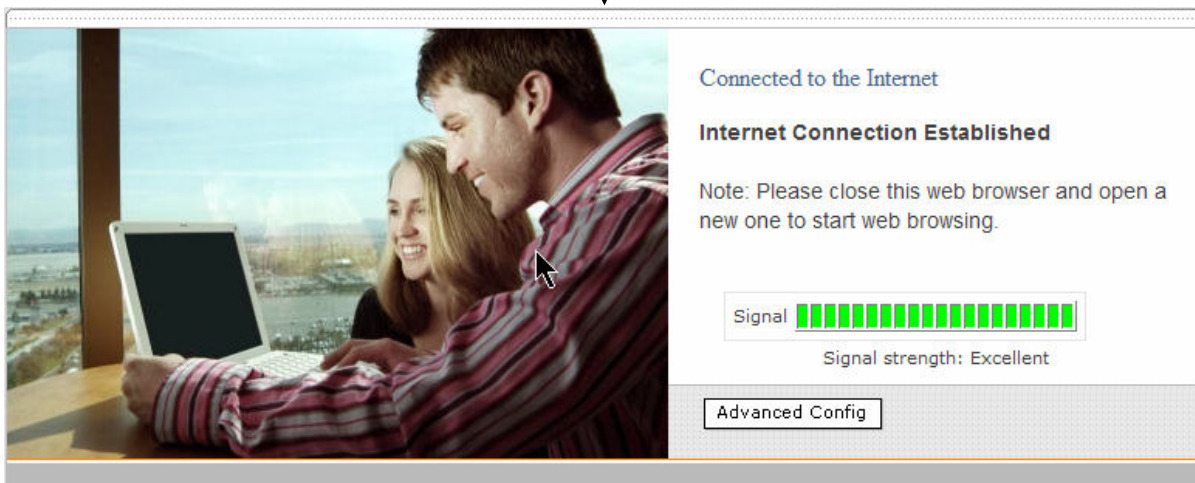 Connected to the Internet
Internet Connection Established
Note: Please close this web browser and open a
new one to start web browsing.
Signal
Signal strength: Excellent
Advanced Config